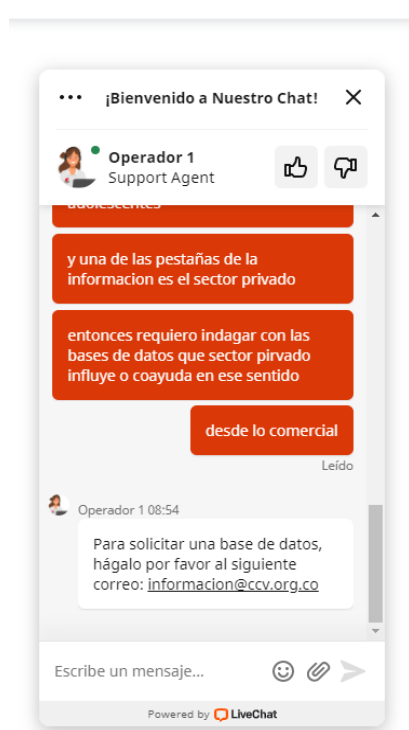 ¡Bienvenido a Nuestro Chat!
Operador 1
Support Agent
adolescentes
y una de las pestañas de la
informacion es el sector privado
entonces requiero indagar con las
bases de datos que sector pirvado
influye o coayuda en ese sentido
desde lo comercial
Leído
Operador 1 08:54
Para solicitar una base de datos,
hágalo por favor al siguiente
correo: informacion@ccv.org.co
Escribe un mensaje...
Powered by LiveChat